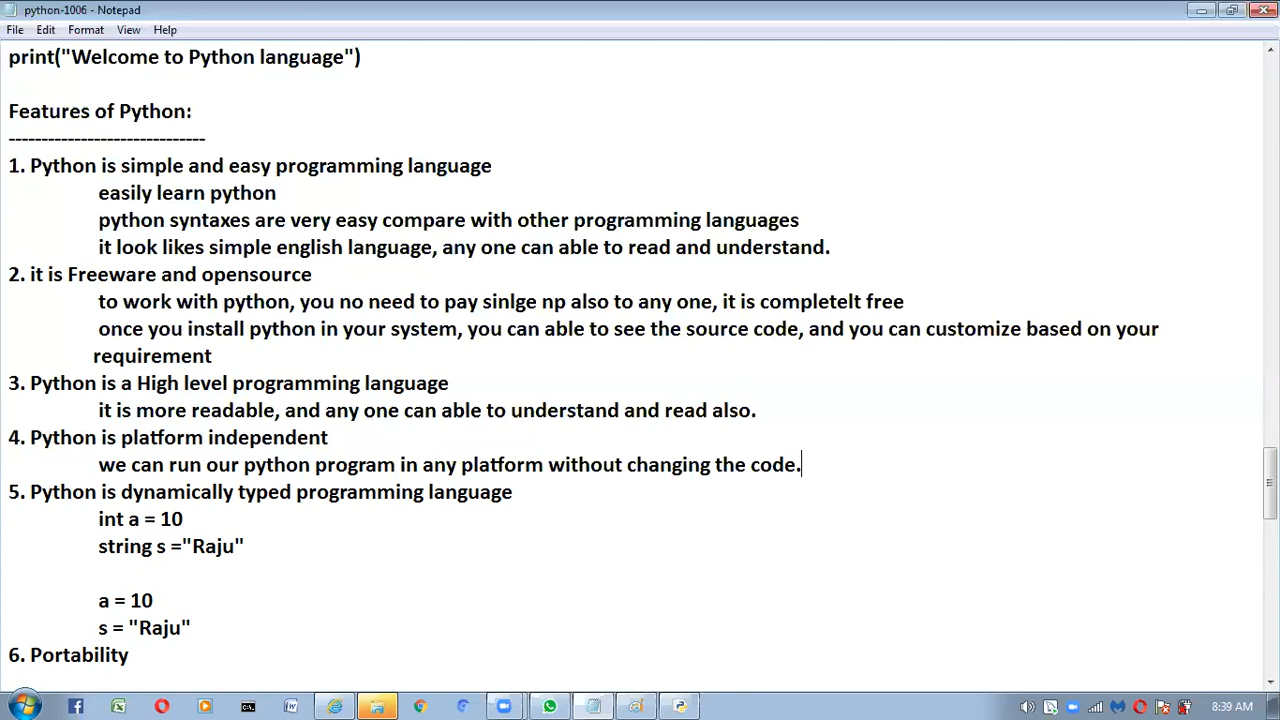 python-1006 - Notepad
File Edit Format View Help
print("Welcome to Python language")
Features of Python:
-----------------------------
1. Python is simple and easy programming language
easily learn python
python syntaxes are very easy compare with other programming languages
it look likes simple english language, any one can able to read and understand.
2. it is Freeware and opensource
to work with python, you no need to pay sinlge np also to any one, it is completelt free
once you install python in your system, you can able to see the source code, and you can customize based on your
requirement
3. Python is a High level programming language
it is more readable, and any one can able to understand and read also.
4. Python is platform independent
we can run our python program in any platform without changing the code.
5. Python is dynamically typed programming language
int a = 10
string s ="Raju"
a = 10
s = "Raju"
6. Portability
8:39 AM